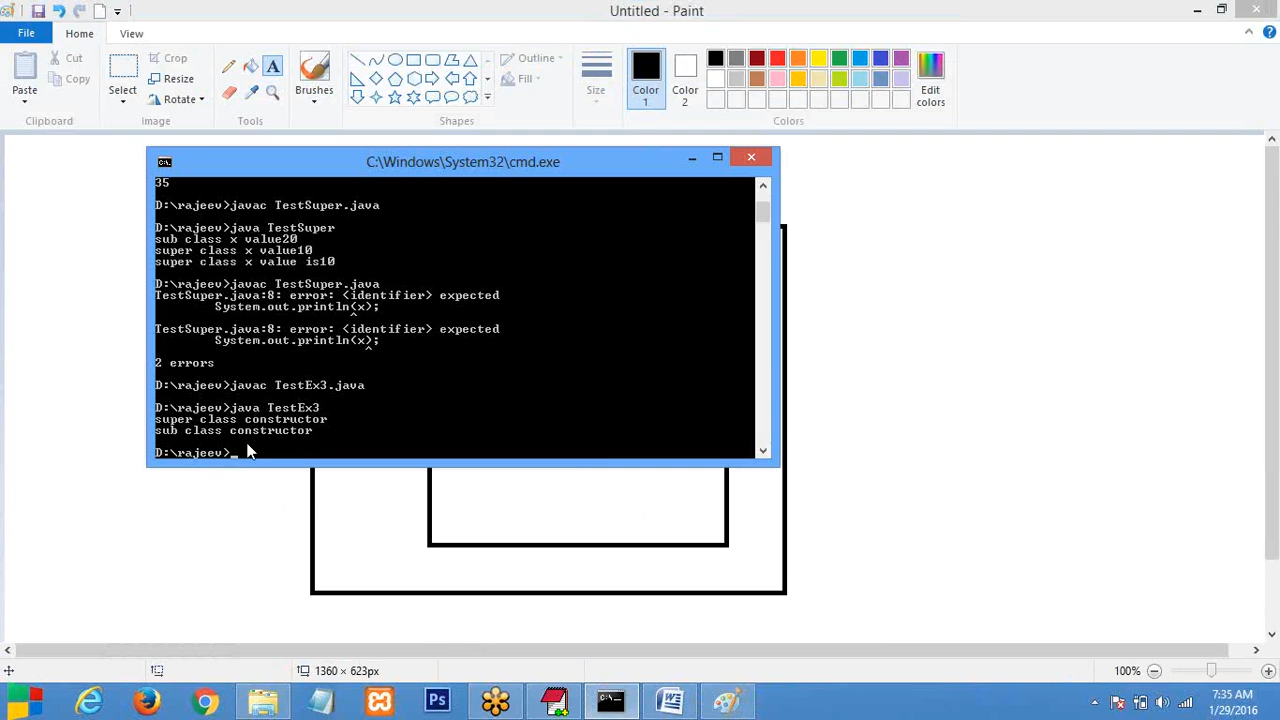 Untitled - Paint
File
Home
View
Paste
Cut
Copy
Clipboard
Select
Crop
Resize
Rotate
Image
A
Tools
Brushes
Outline
Fill
Shapes
Size
Color 1
Color 2
Edit colors
Colors
C:\Windows\System32\cmd.exe
35
D:\rajeev>javac TestSuper.java
D:\rajeev>java TestSuper
sub class x value20
super class x value10
super class x value is10
D:\rajeev>javac TestSuper.java
TestSuper.java:8: error: <identifier> expected
System.out.println(x);
^
TestSuper.java:8: error: <identifier> expected
System.out.println(x);
^
2 errors
D:\rajeev>javac TestEx3.java
D:\rajeev>java TestEx3
super class constructor
sub class constructor
D:\rajeev>_
1360 × 623px
100%
Ps
7:35 AM
1/29/2016